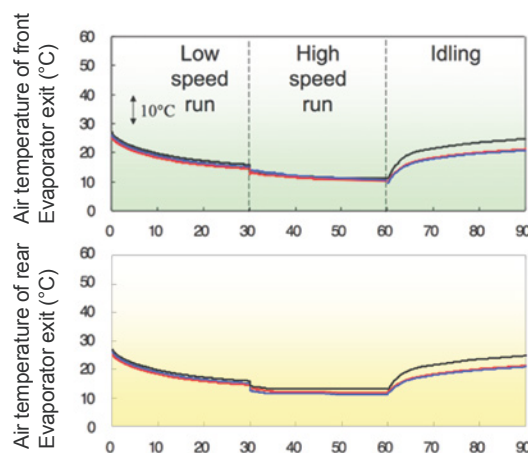 Air temperature of front
Evaporator exit (°C)
60
50
40
30
20
10
0
Low
speed
run
High
speed
run
Idling
10°C
0 10 20 30 40 50 60 70 80 90
Air temperature of rear
Evaporator exit (°C)
60
50
40
30
20
10
0
0 10 20 30 40 50 60 70 80 90